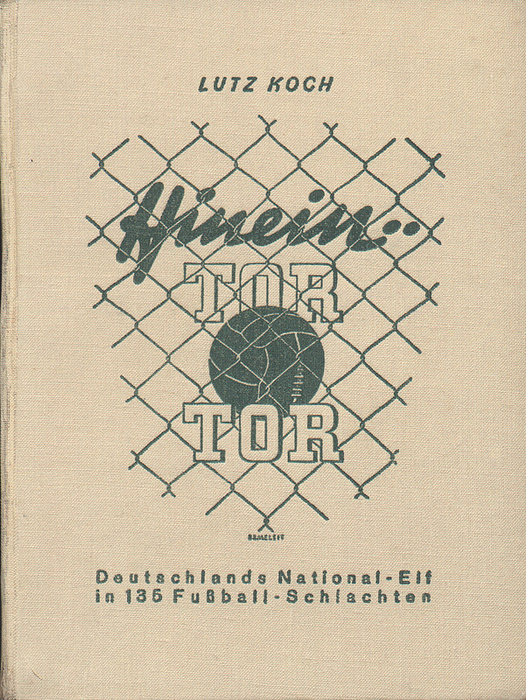 LUTZ KOCH
Hinein..
TOR
TOR
Deutschlands National-Elf
in 135 Fußball-Schlachten